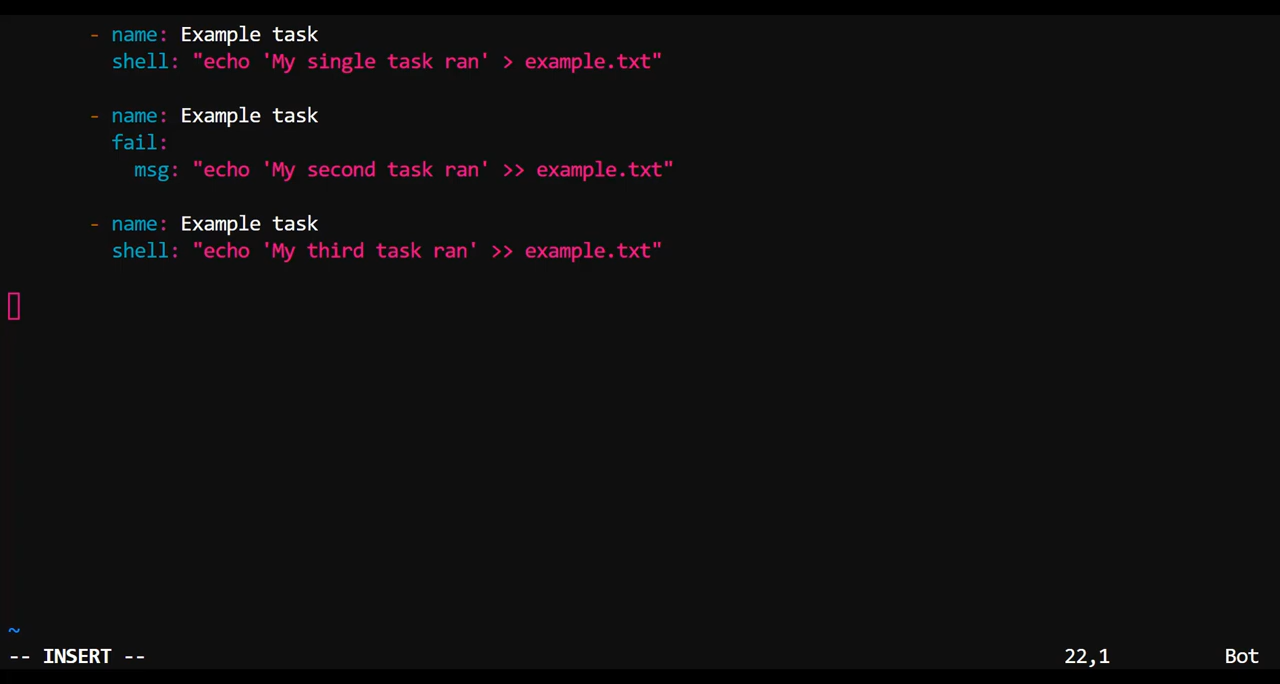 - name: Example task
shell: "echo 'My single task ran' > example.txt"
- name: Example task
fail:
msg: "echo 'My second task ran' >> example.txt"
- name: Example task
shell: "echo 'My third task ran' >> example.txt"
~
-- INSERT -- 22,1 Bot